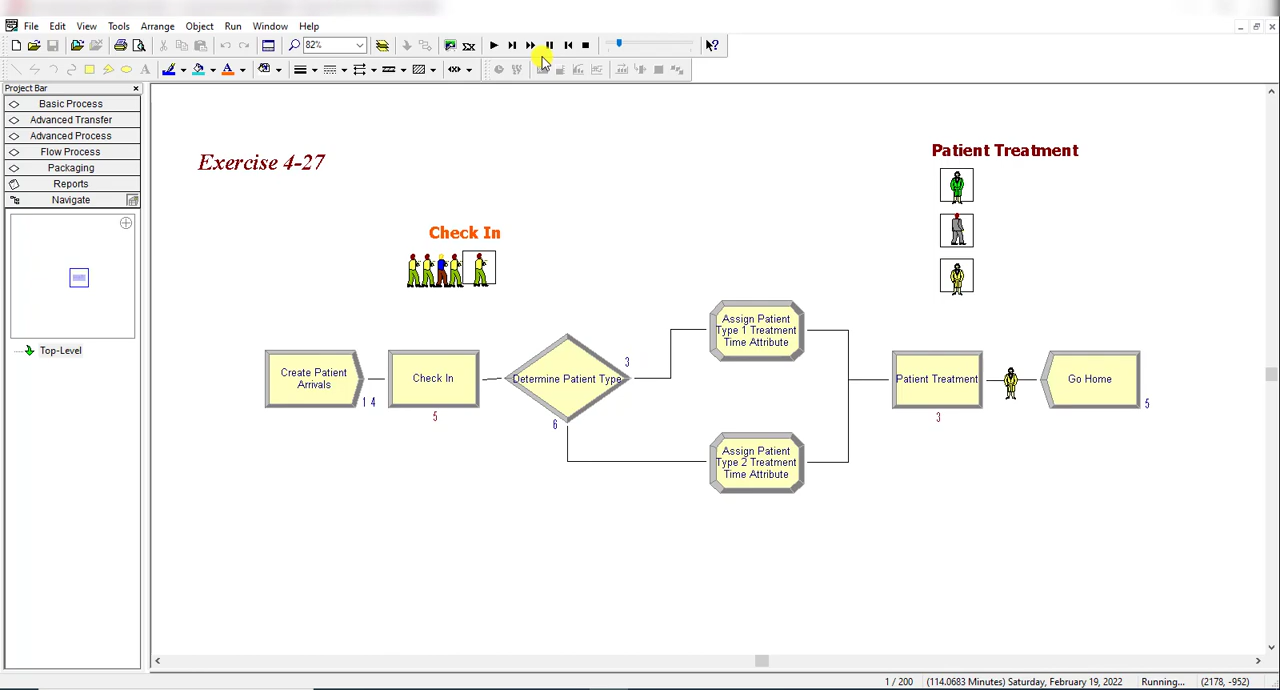 File Edit View Tools Arrange Object Run Window Help
82%
Project Bar
Basic Process
Advanced Transfer
Advanced Process
Flow Process
Packaging
Reports
Navigate
Top-Level
Exercise 4-27
Patient Treatment
Check In
Create Patient
Arrivals
1 4
Check In
5
Determine Patient Type
3
6
Assign Patient
Type 1 Treatment
Time Attribute
Assign Patient
Type 2 Treatment
Time Attribute
Patient Treatment
3
Go Home
5
1 / 200 (114.0683 Minutes) Saturday, February 19, 2022 Running... (2178, -952)